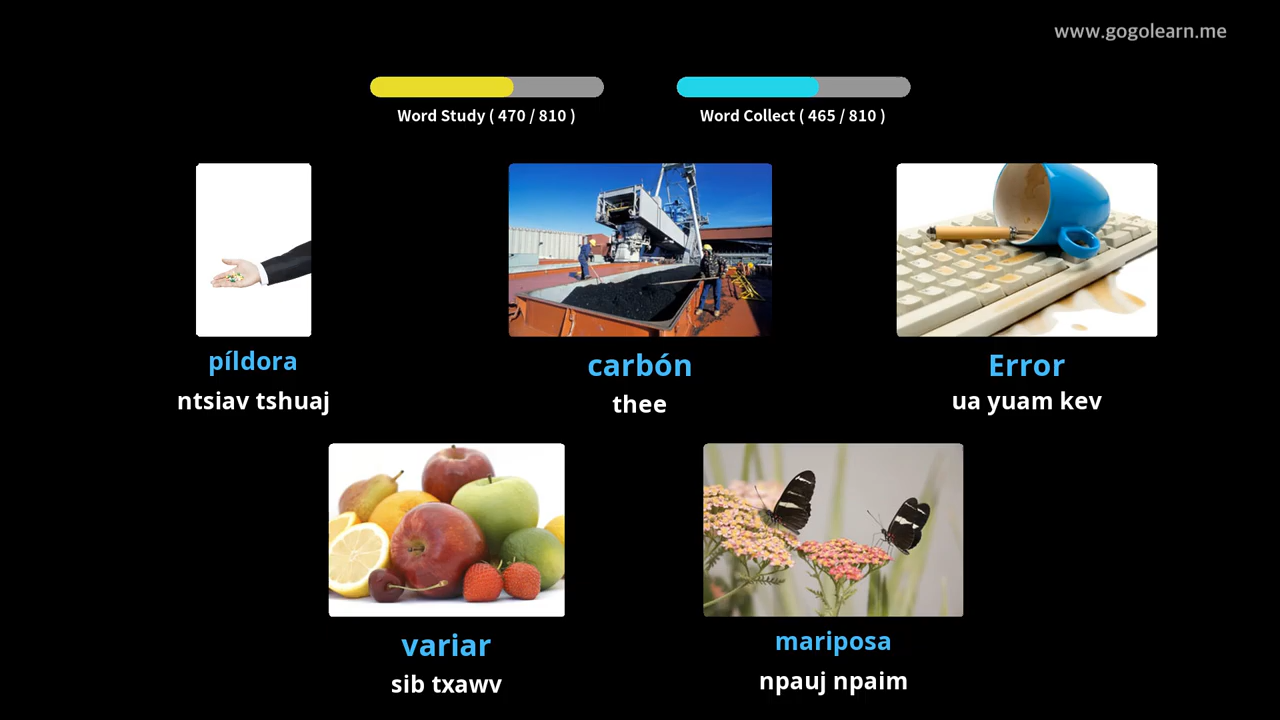 www.gogolearn.me
Word Study ( 470 / 810 )
Word Collect ( 465 / 810 )
píldora
ntsiav tshuaj
carbón
thee
Error
ua yuam kev
variar
sib txawv
mariposa
npauj npaim